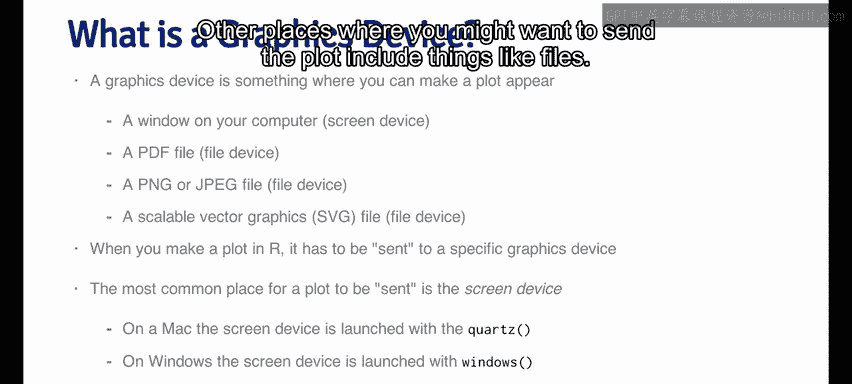 What is a Graphics Device?
Other places where you might want to send
the plot include things like files.
· A graphics device is something where you can make a plot appear
- A window on your computer (screen device)
- A PDF file (file device)
- A PNG or JPEG file (file device)
- A scalable vector graphics (SVG) file (file device)
· When you make a plot in R, it has to be "sent" to a specific graphics device
· The most common place for a plot to be "sent" is the screen device
- On a Mac the screen device is launched with the quartz()
- On Windows the screen device is launched with windows()